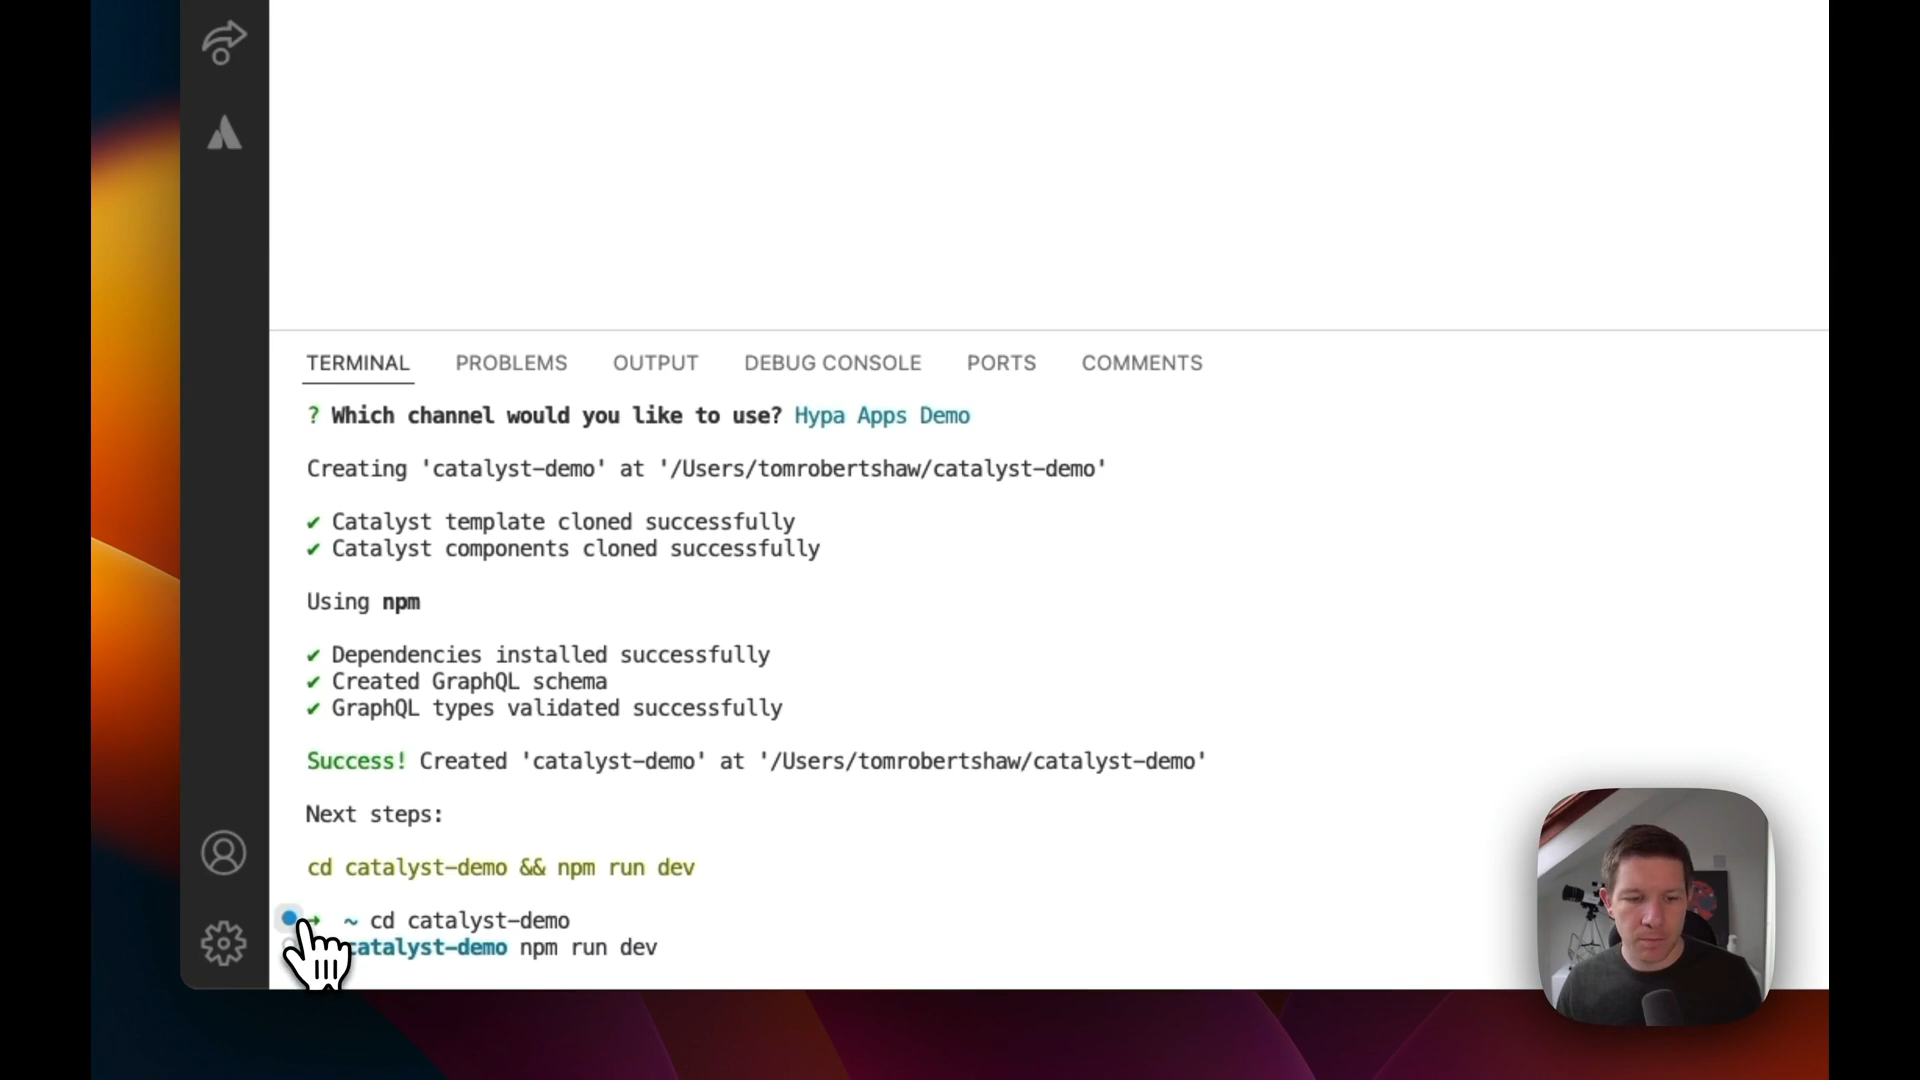 TERMINAL PROBLEMS OUTPUT DEBUG CONSOLE PORTS COMMENTS
? Which channel would you like to use? Hypa Apps Demo
Creating 'catalyst-demo' at '/Users/tomrobertshaw/catalyst-demo'
✔ Catalyst template cloned successfully
✔ Catalyst components cloned successfully
Using npm
✔ Dependencies installed successfully
✔ Created GraphQL schema
✔ GraphQL types validated successfully
Success! Created 'catalyst-demo' at '/Users/tomrobertshaw/catalyst-demo'
Next steps:
cd catalyst-demo && npm run dev
➜ ~ cd catalyst-demo
catalyst-demo npm run dev